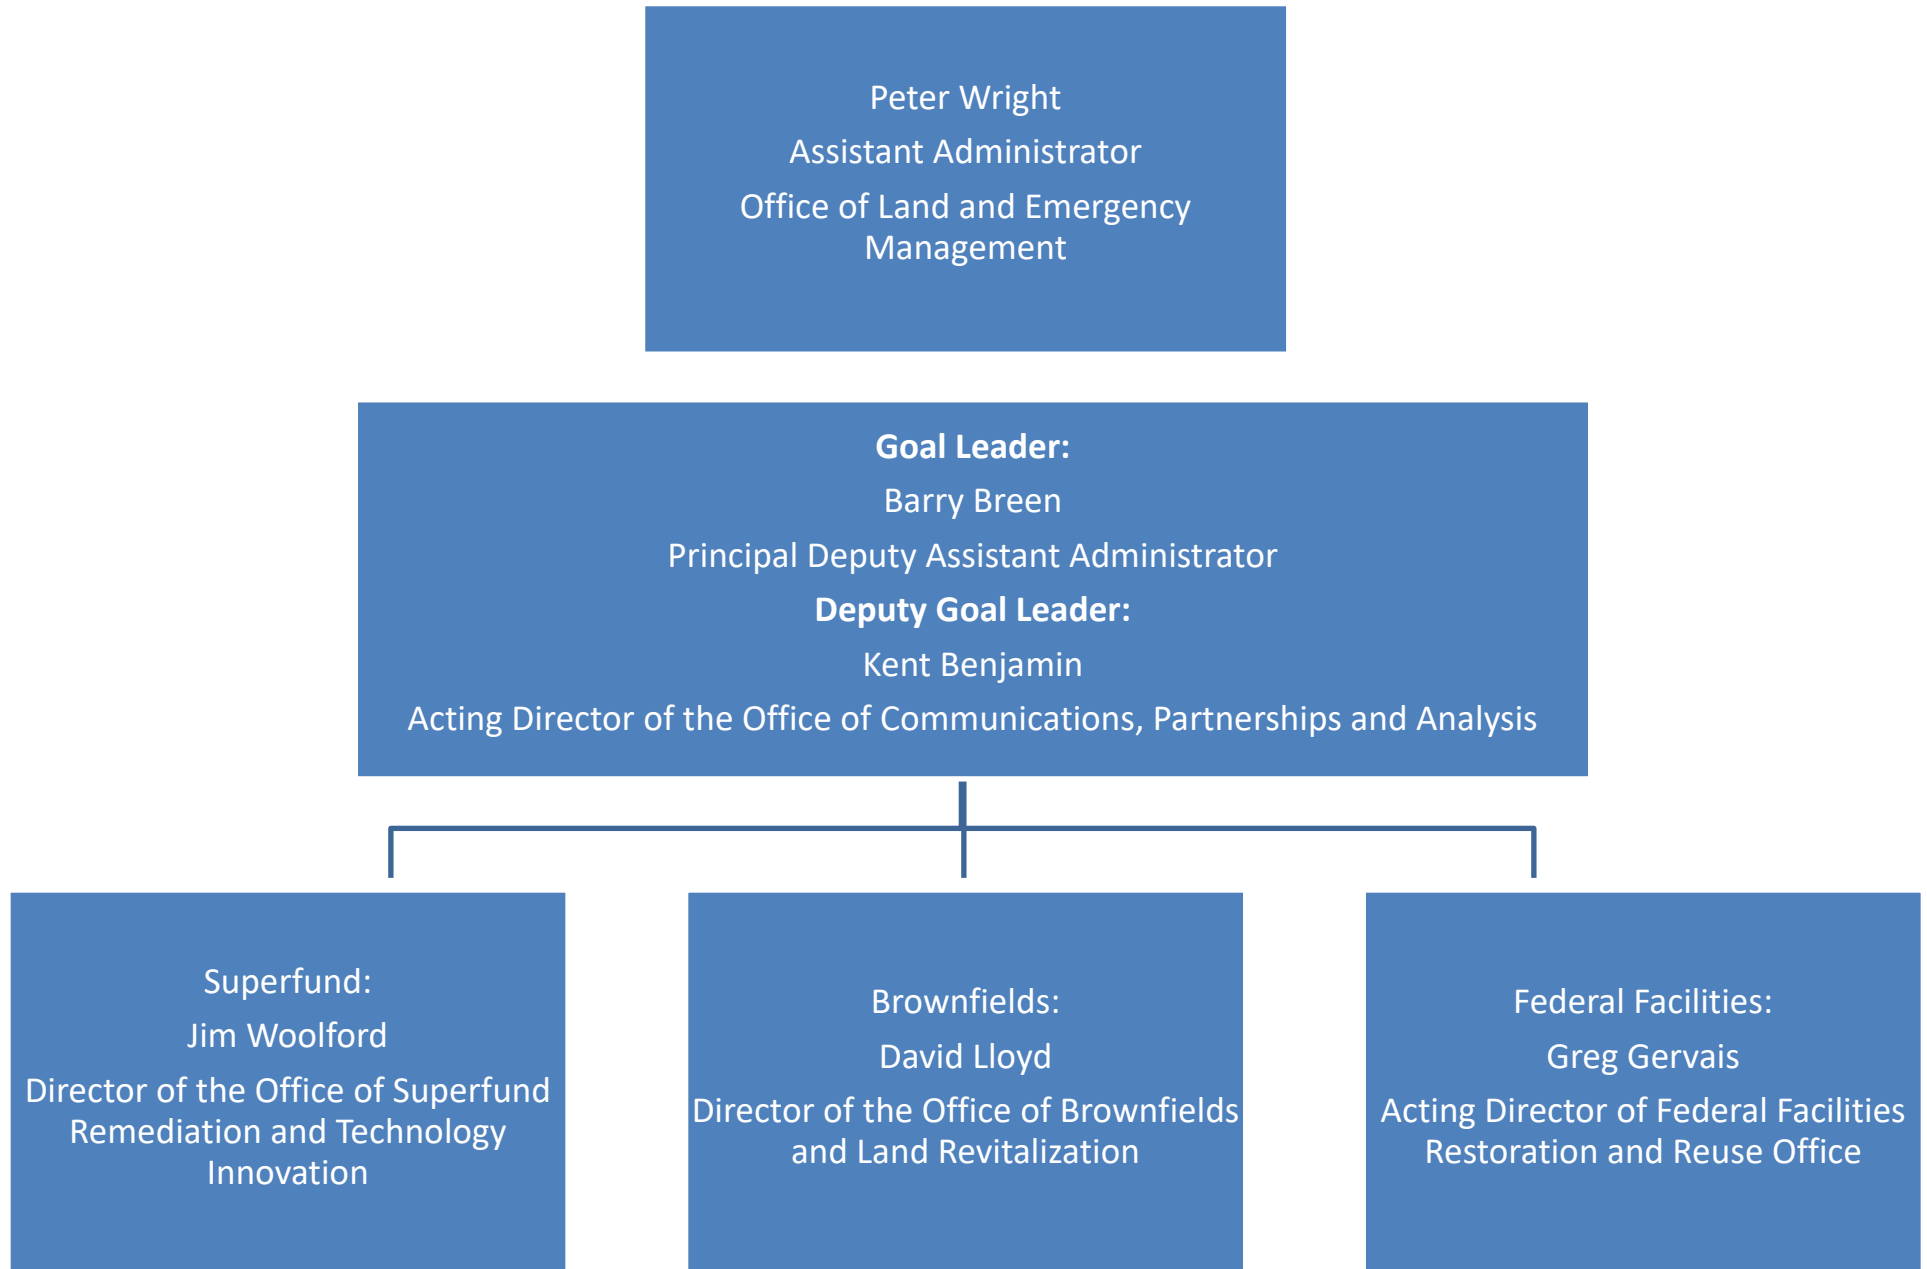 Peter Wright
Assistant Administrator
Office of Land and Emergency
Management
Goal Leader:
Barry Breen
Principal Deputy Assistant Administrator
Deputy Goal Leader:
Kent Benjamin
Acting Director of the Office of Communications, Partnerships and Analysis
Superfund:
Jim Woolford
Director of the Office of Superfund
Remediation and Technology
Innovation
Brownfields:
David Lloyd
Director of the Office of Brownfields
and Land Revitalization
Federal Facilities:
Greg Gervais
Acting Director of Federal Facilities
Restoration and Reuse Office